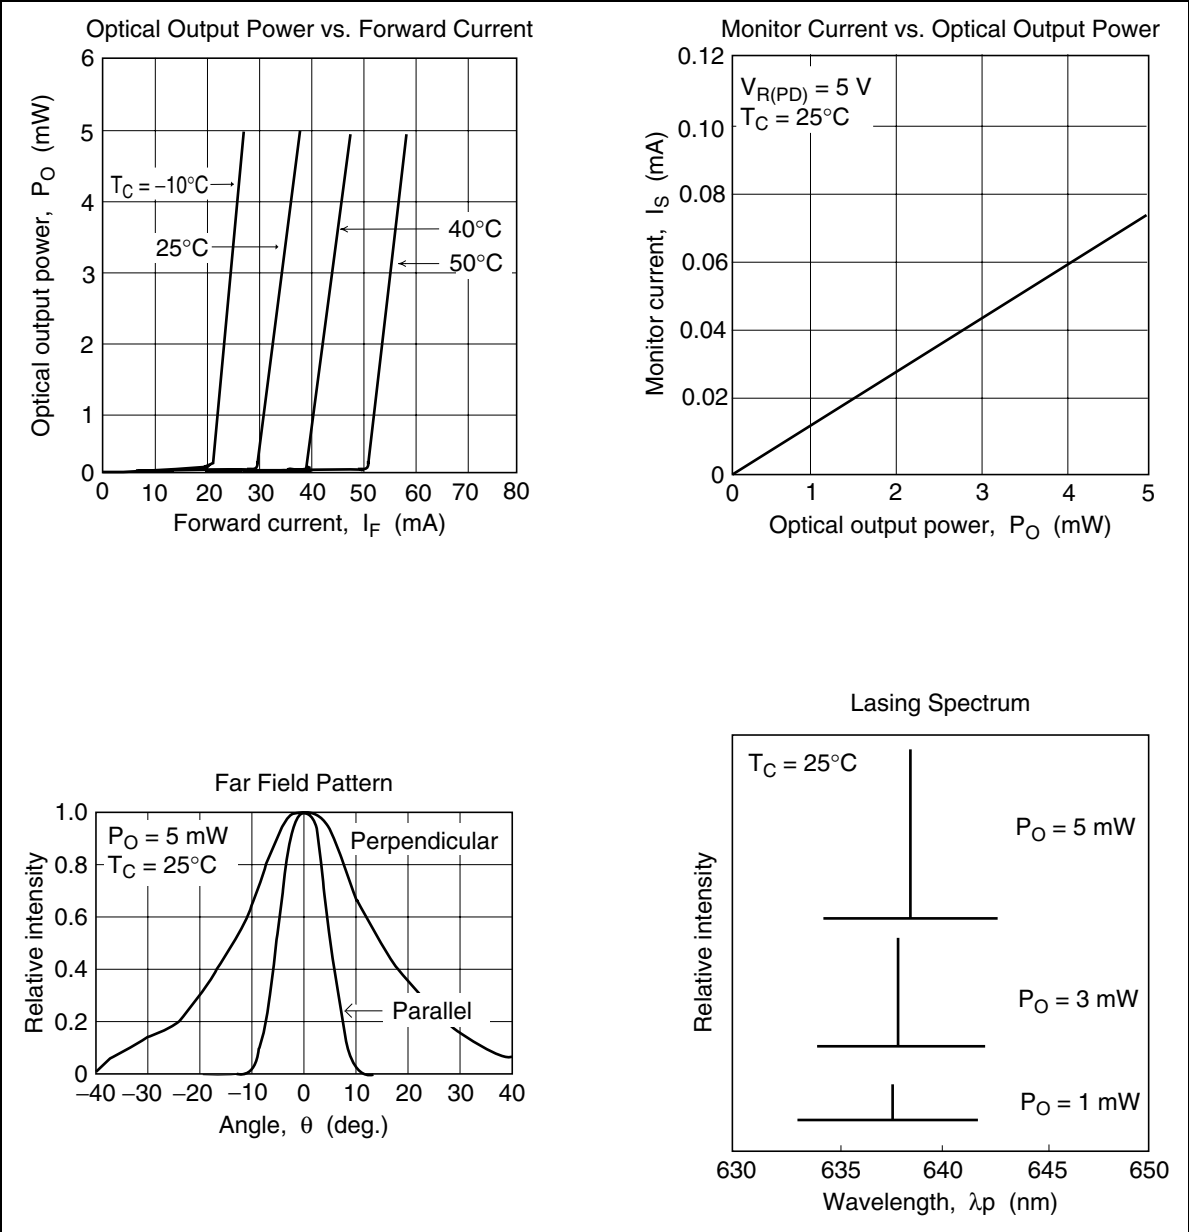 Optical Output Power vs. Forward Current
6
5
4
3
2
1
0
Optical output power, PO (mW)
TC = –10°C
25°C
40°C
50°C
0 10 20 30 40 50 60 70 80
Forward current, IF (mA)
Monitor Current vs. Optical Output Power
0.12
0.10
0.08
0.06
0.04
0.02
0
Monitor current, IS (mA)
VR(PD) = 5 V
TC = 25°C
0 1 2 3 4 5
Optical output power, PO (mW)
Far Field Pattern
1.0
0.8
0.6
0.4
0.2
0
Relative intensity
PO = 5 mW
TC = 25°C
Perpendicular
Parallel
–40 –30 –20 –10 0 10 20 30 40
Angle, θ (deg.)
Lasing Spectrum
Relative intensity
TC = 25°C
PO = 5 mW
PO = 3 mW
PO = 1 mW
630 635 640 645 650
Wavelength, λp (nm)